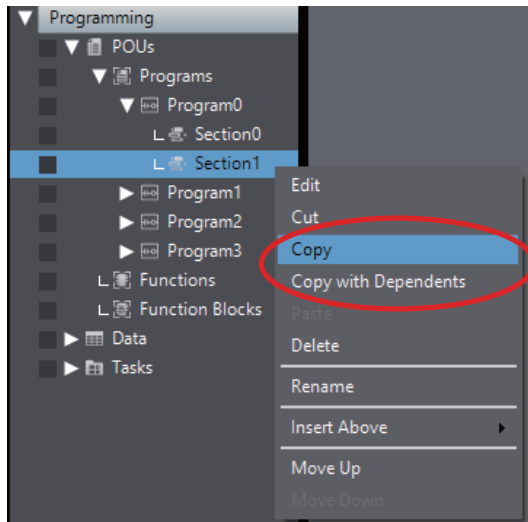 Programming
POUs
Programs
Program0
Section0
Section1
Program1
Program2
Program3
Functions
Function Blocks
Data
Tasks
Edit
Cut
Copy
Copy with Dependents
Paste
Delete
Rename
Insert Above
Move Up
Move Down